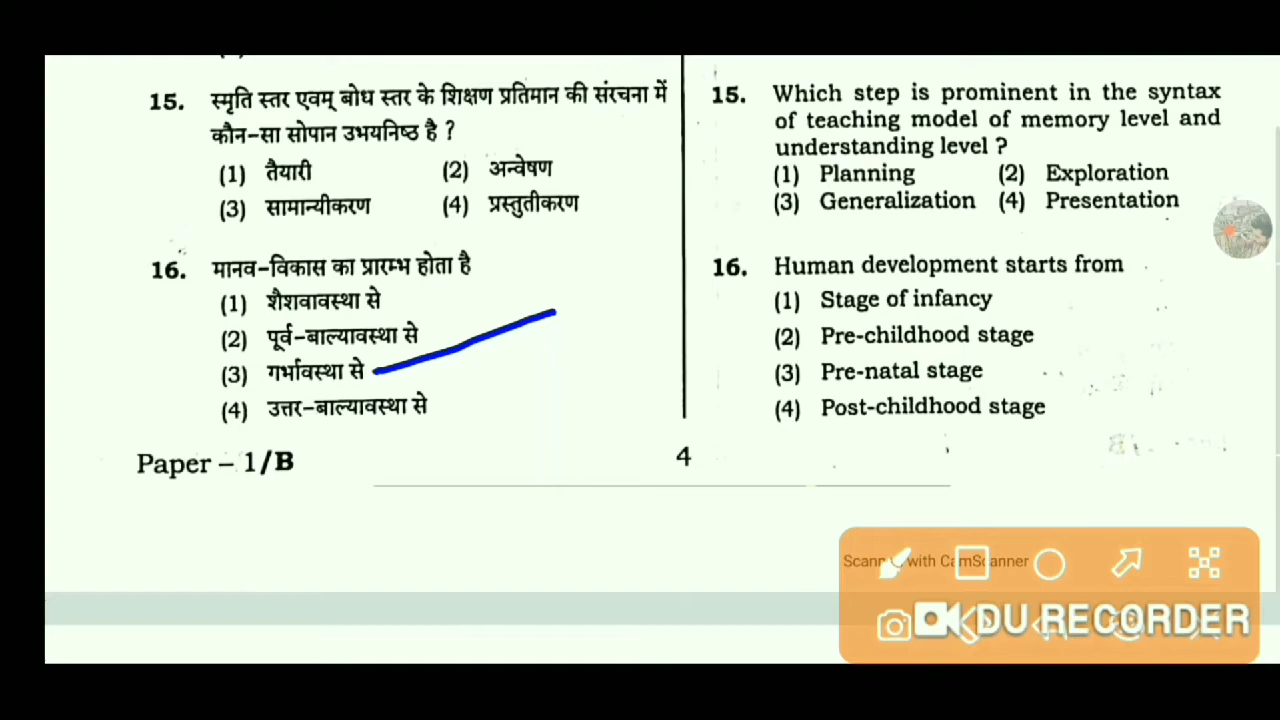 15. स्मृति स्तर एवम् बोध स्तर के शिक्षण प्रतिमान की संरचना में
कौन-सा सोपान उभयनिष्ठ है ?
(1) तैयारी (2) अन्वेषण
(3) सामान्यीकरण (4) प्रस्तुतीकरण
16. मानव-विकास का प्रारम्भ होता है
(1) शैशवावस्था से
(2) पूर्व-बाल्यावस्था से
(3) गर्भावस्था से
(4) उत्तर-बाल्यावस्था से
15. Which step is prominent in the syntax
of teaching model of memory level and
understanding level ?
(1) Planning (2) Exploration
(3) Generalization (4) Presentation
16. Human development starts from
(1) Stage of infancy
(2) Pre-childhood stage
(3) Pre-natal stage
(4) Post-childhood stage
Paper – 1/B
4
with CamScanner
DU RECORDER